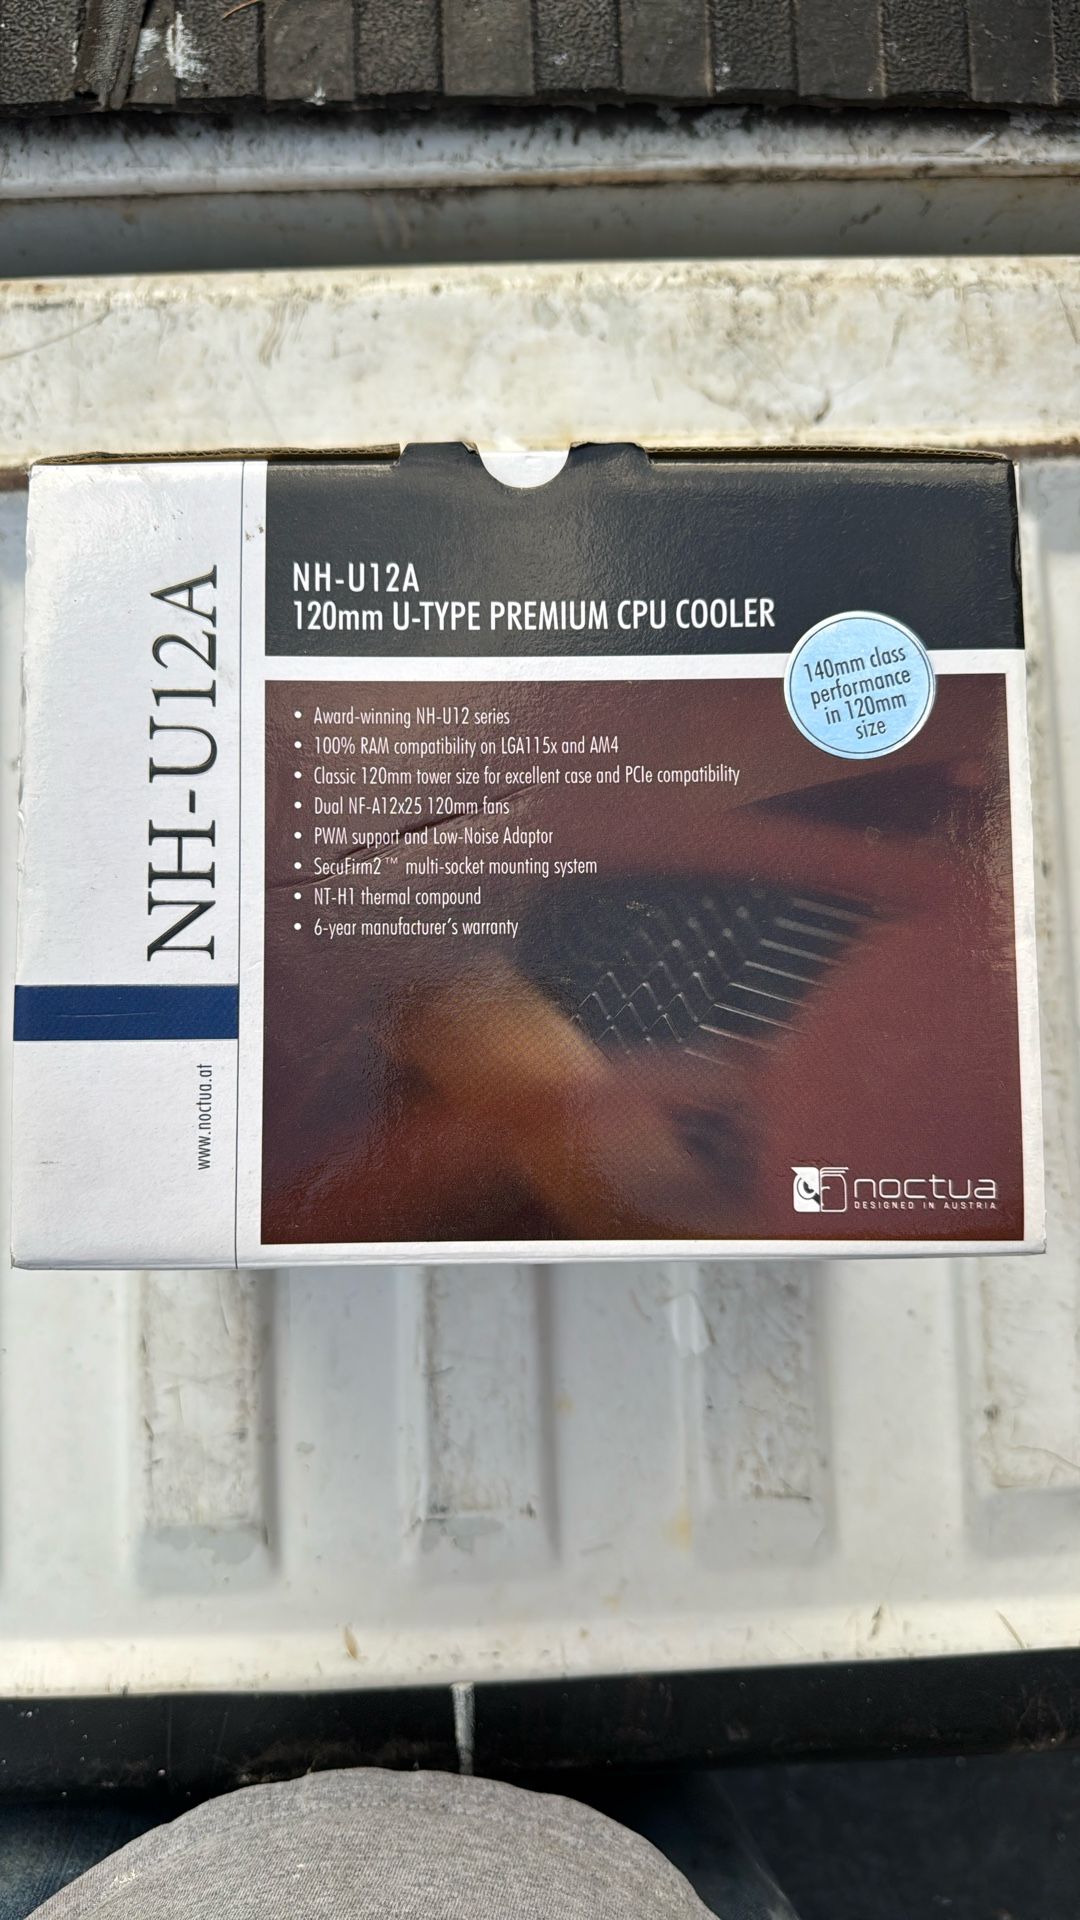 NH-U12A
www.noctua.at
NH-U12A
120mm U-TYPE PREMIUM CPU COOLER
140mm class
performance
in 120mm
size
• Award-winning NH-U12 series
• 100% RAM compatibility on LGA115x and AM4
• Classic 120mm tower size for excellent case and PCIe compatibility
• Dual NF-A12x25 120mm fans
• PWM support and Low-Noise Adaptor
• SecuFirm2™ multi-socket mounting system
• NT-H1 thermal compound
• 6-year manufacturer's warranty
noctua
DESIGNED IN AUSTRIA